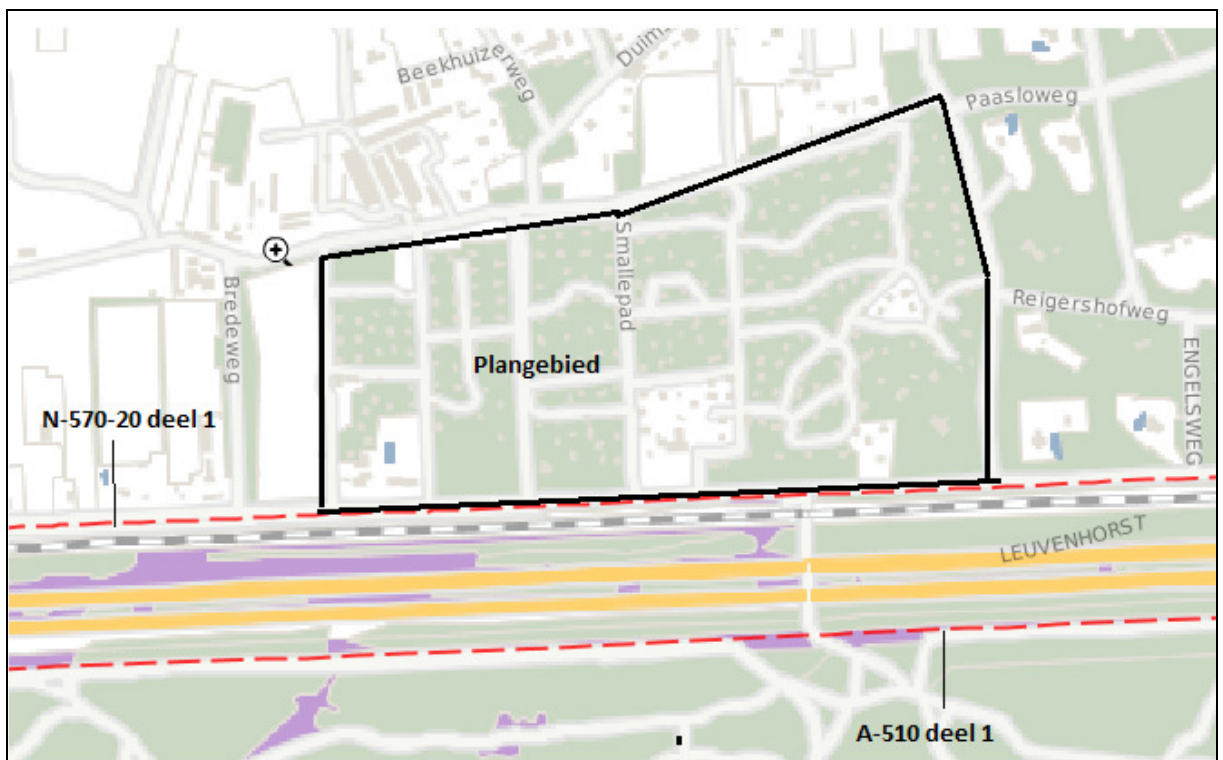 Beekhuizerweg
Duim
Paasloweg
Smallepad
Bredeweg
Reigershofweg
Plangebied
ENGELSWEG
N-570-20 deel 1
LEUVENHORST
A-510 deel 1